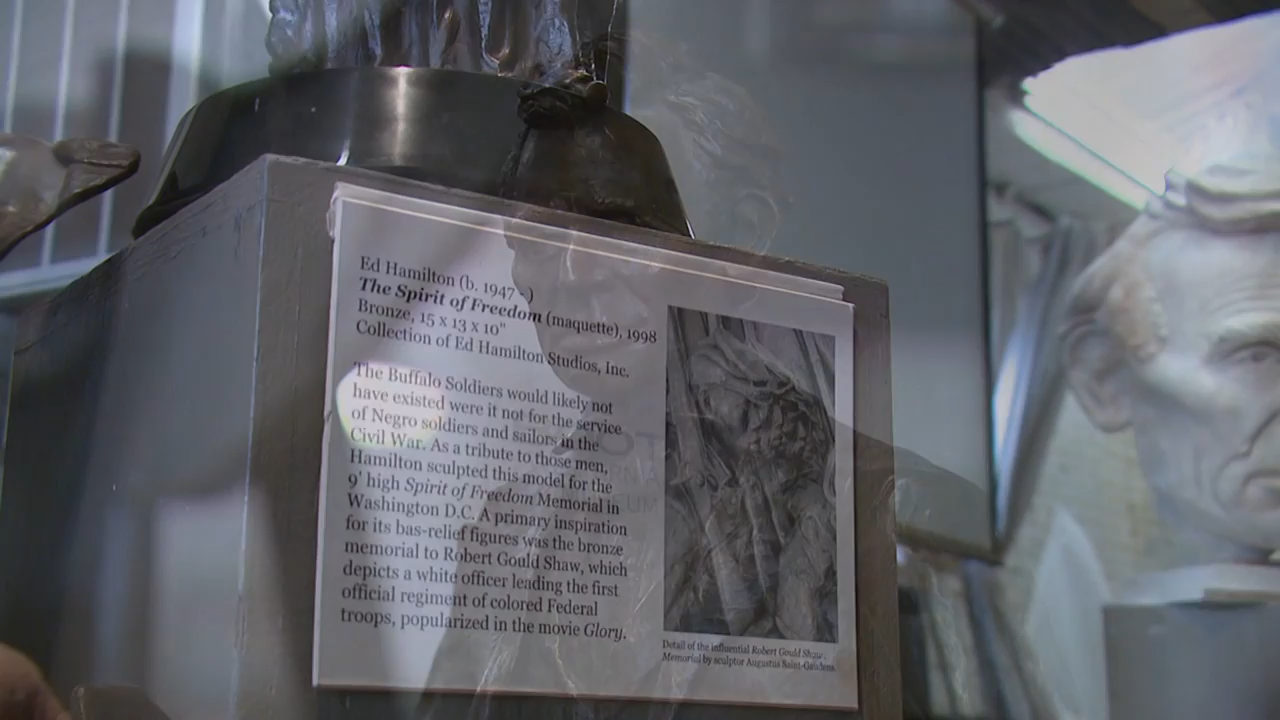 Ed Hamilton (b. 1947 - )
The Spirit of Freedom (maquette), 1998
Bronze, 15 x 13 x 10"
Collection of Ed Hamilton Studios, Inc.
The Buffalo Soldiers would likely not
have existed were it not for the service
of Negro soldiers and sailors in the
Civil War. As a tribute to those men,
Hamilton sculpted this model for the
9' high Spirit of Freedom Memorial in
Washington D.C. A primary inspiration
for its bas-relief figures was the bronze
memorial to Robert Gould Shaw, which
depicts a white officer leading the first
official regiment of colored Federal
troops, popularized in the movie Glory.
Detail of the influential Robert Gould Shaw
Memorial by sculptor Augustus Saint-Gaudens.